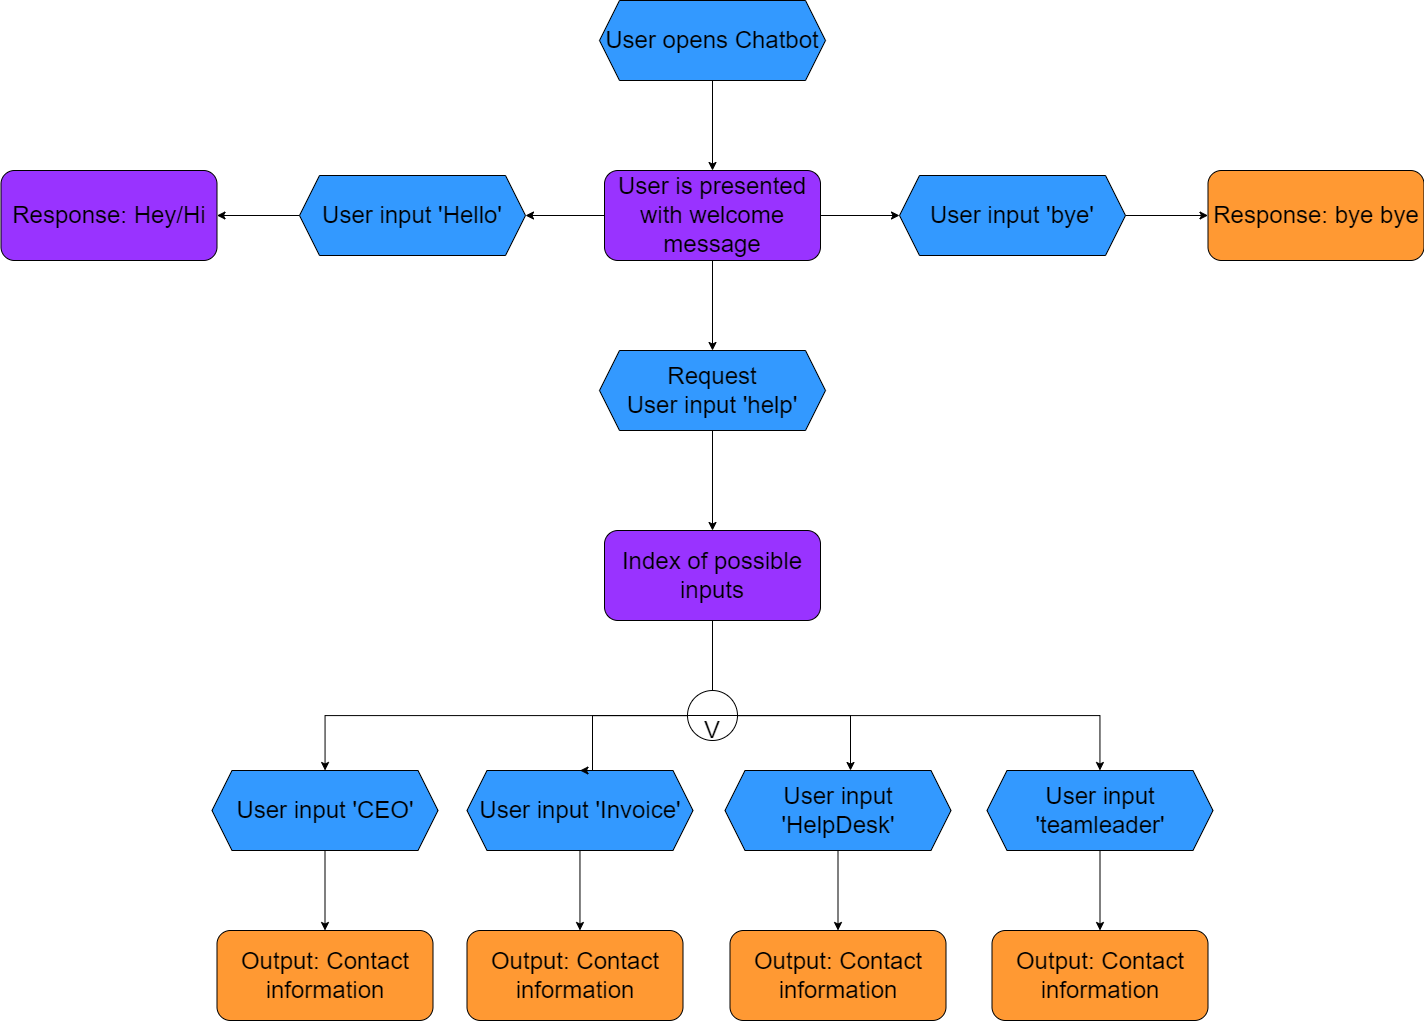 User opens Chatbot
Response: Hey/Hi
User input 'Hello'
User is presented
with welcome
message
User input 'bye'
Response: bye bye
Request
User input 'help'
Index of possible
inputs
V
User input 'CEO'
User input 'Invoice'
User input
'HelpDesk'
User input
'teamleader'
Output: Contact
information
Output: Contact
information
Output: Contact
information
Output: Contact
information